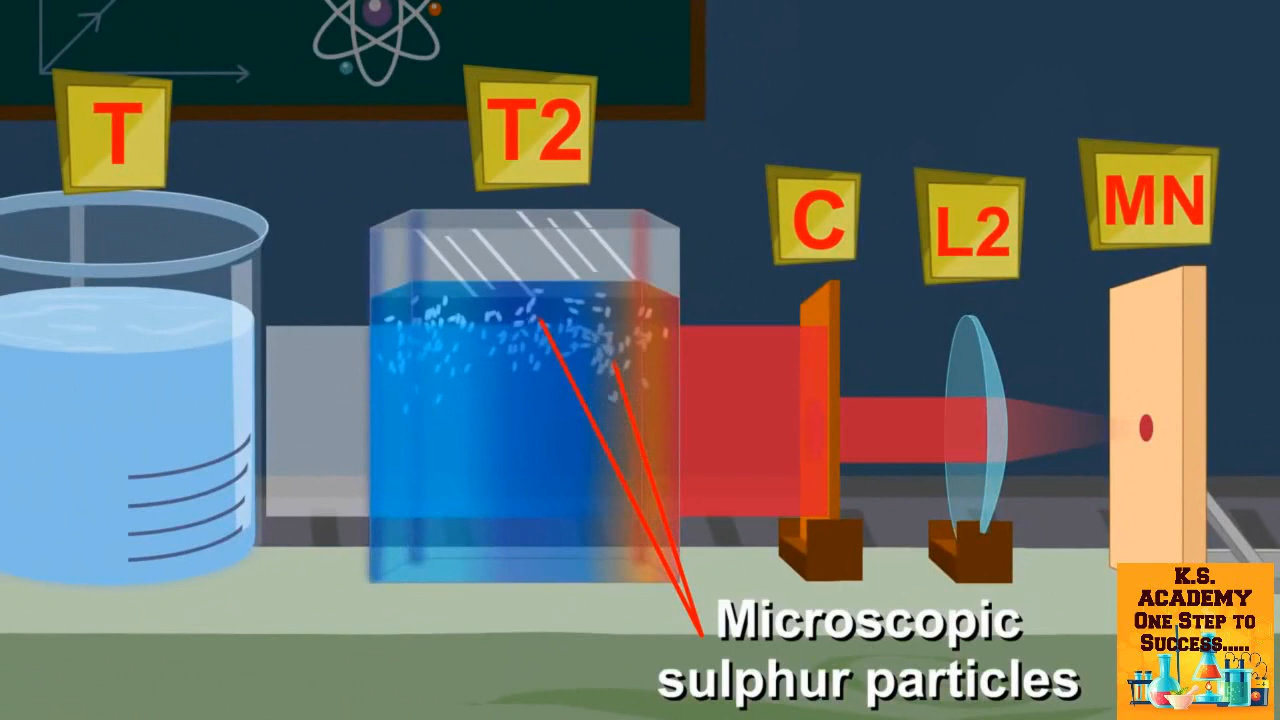 T
T2
C
L2
MN
Microscopic
sulphur particles
K.S.
ACADEMY
ONE STEP TO
SUCCESS.....